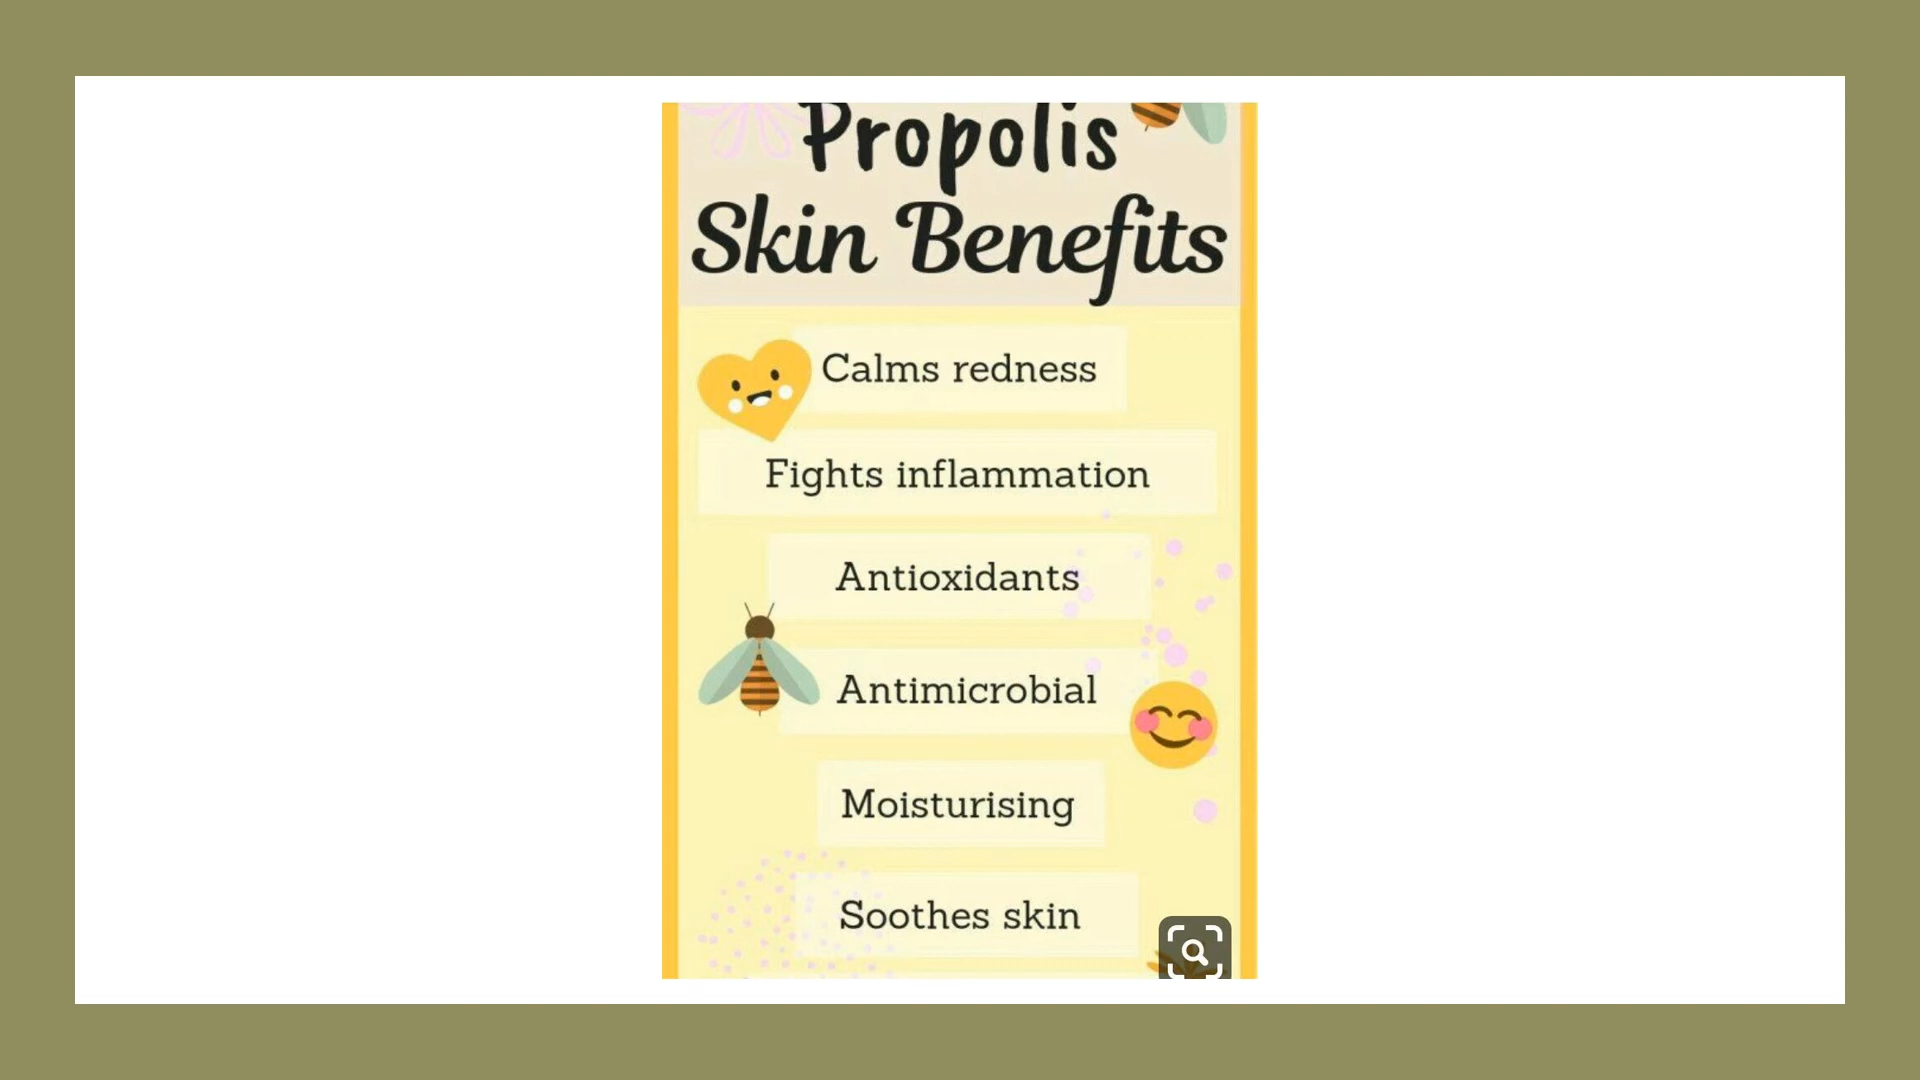 Propolis
Skin Benefits
Calms redness
Fights inflammation
Antioxidants
Antimicrobial
Moisturising
Soothes skin